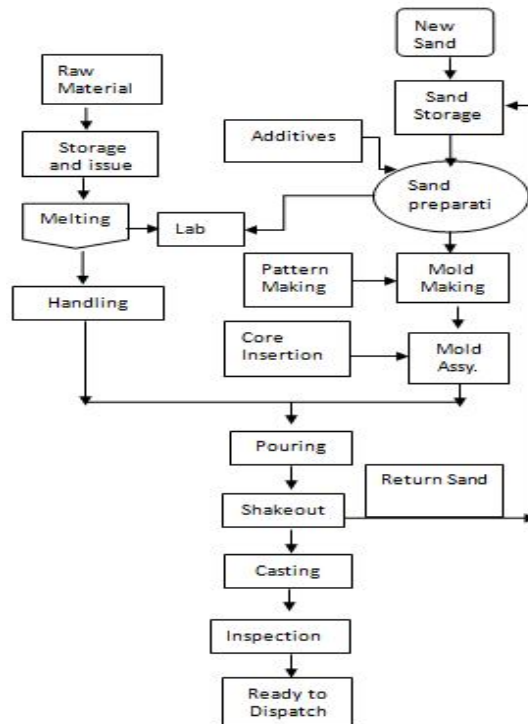 New
Sand
Raw
Material
Sand
Storage
Additives
Storage
and issue
Sand
preparati
Melting
Lab
Pattern
Making
Mold
Making
Handling
Core
Insertion
Mold
Assy.
Pouring
Return Sand
Shakeout
Casting
Inspection
Ready to
Dispatch